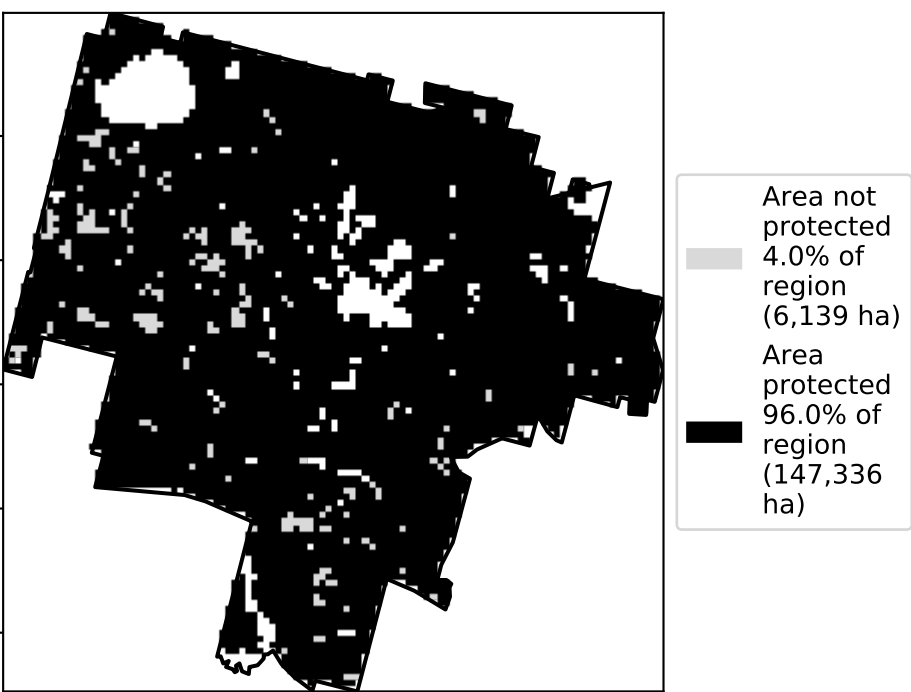 Area not
protected
4.0% of
region
(6,139 ha)
Area
protected
96.0% of
region
(147,336
ha)